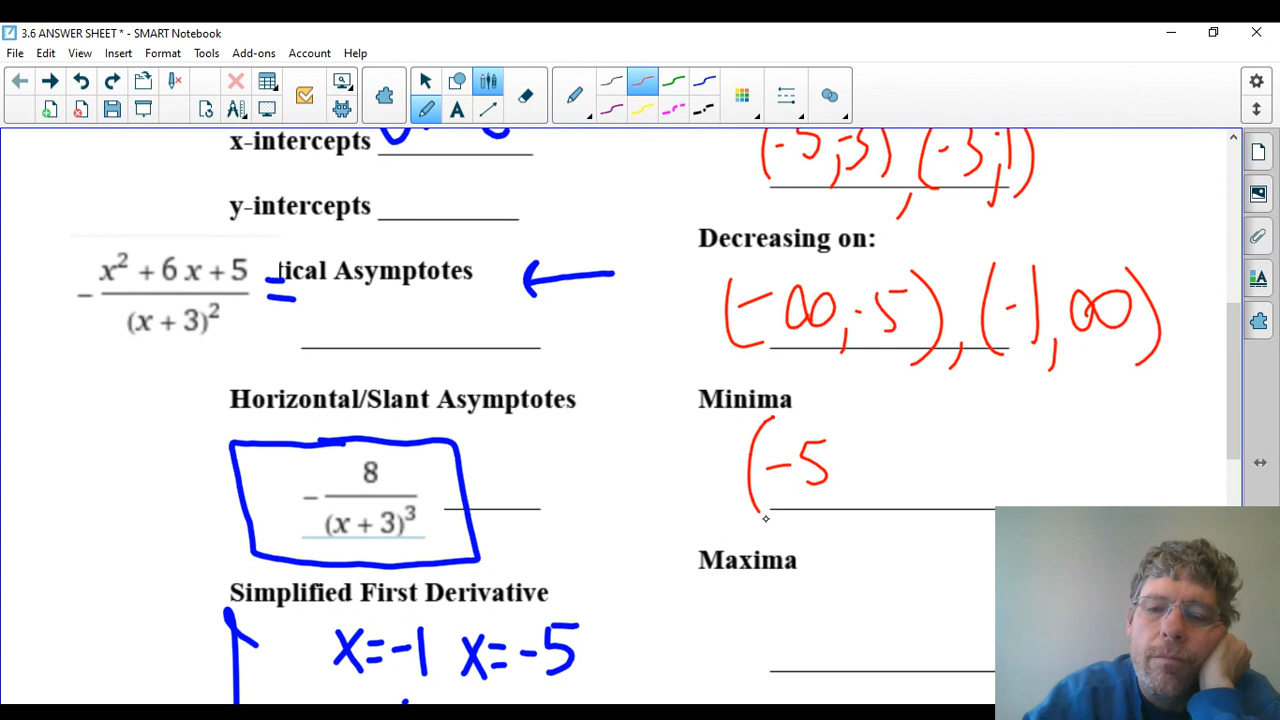 3.6 ANSWER SHEET * - SMART Notebook
File Edit View Insert Format Tools Add-ons Account Help
x-intercepts
(-5,-3), (-3,1)
y-intercepts
Decreasing on:
- x² + 6 x + 5 / (x + 3)² =
tical Asymptotes
(-∞,-5), (-1,∞)
Horizontal/Slant Asymptotes
Minima
(-5
- 8 / (x + 3)³
Maxima
Simplified First Derivative
x=-1 x=-5